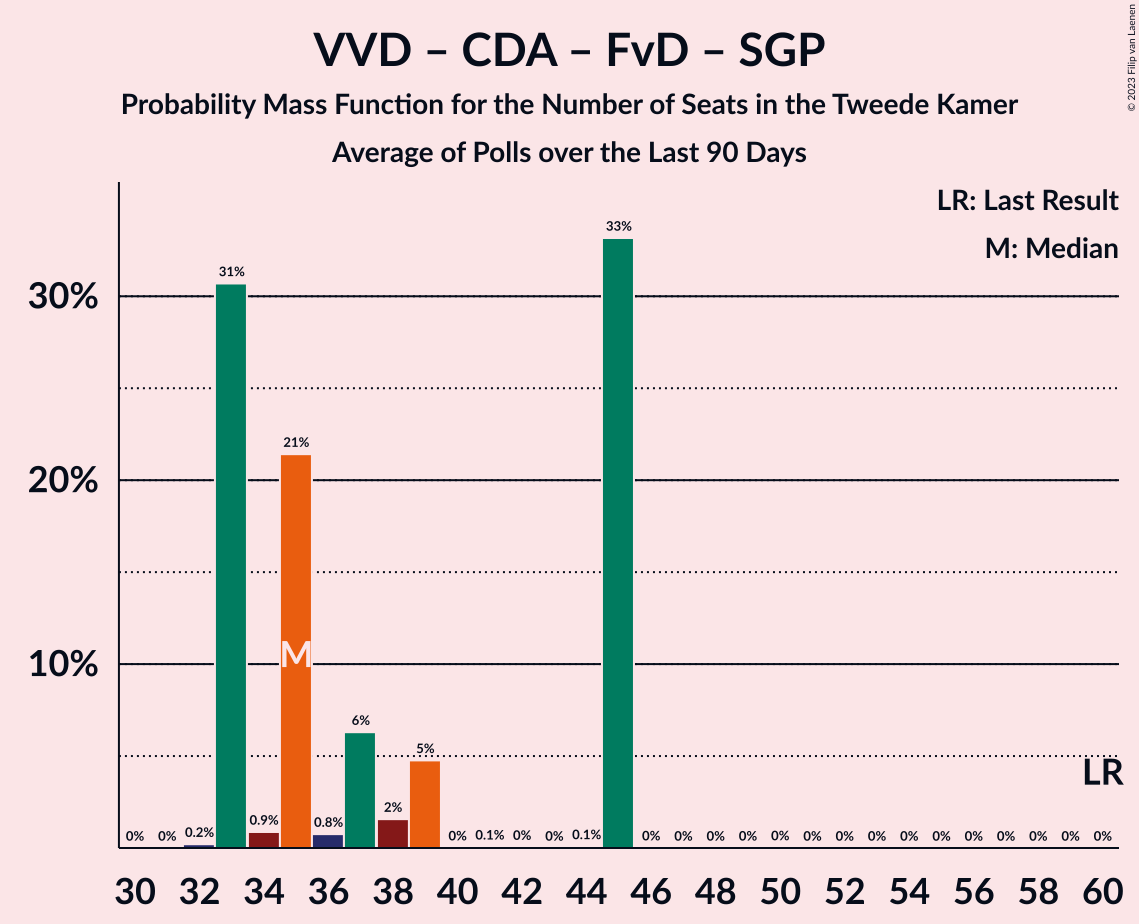 VVD – CDA – FvD – SGP
Probability Mass Function for the Number of Seats in the Tweede Kamer
Average of Polls over the Last 90 Days
© 2023 Filip van Laenen
LR: Last Result
M: Median
30%
20%
10%
0% 0% 0.2% 31% 0.9% 21% 0.8% 6% 2% 5% 0% 0.1% 0% 0% 0.1% 33% 0% 0% 0% 0% 0% 0% 0% 0% 0% 0% 0% 0% 0% 0% 0%
M
LR
30 32 34 36 38 40 42 44 46 48 50 52 54 56 58 60